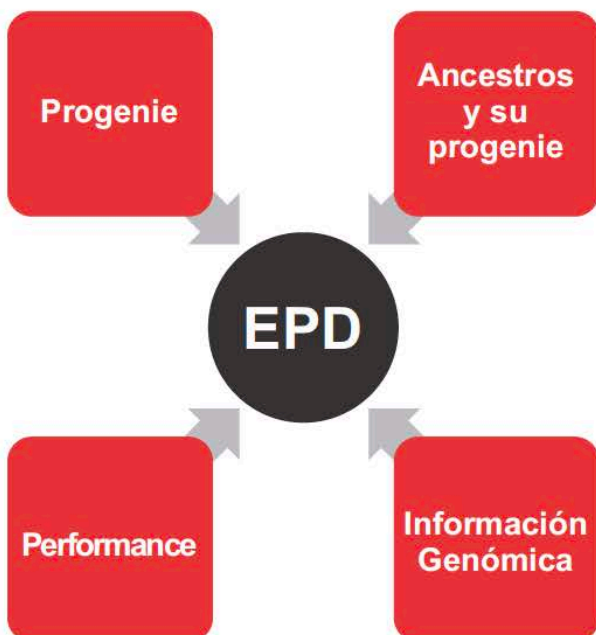 Progenie
Ancestros
y su
progenie
EPD
Performance
Información
Genómica